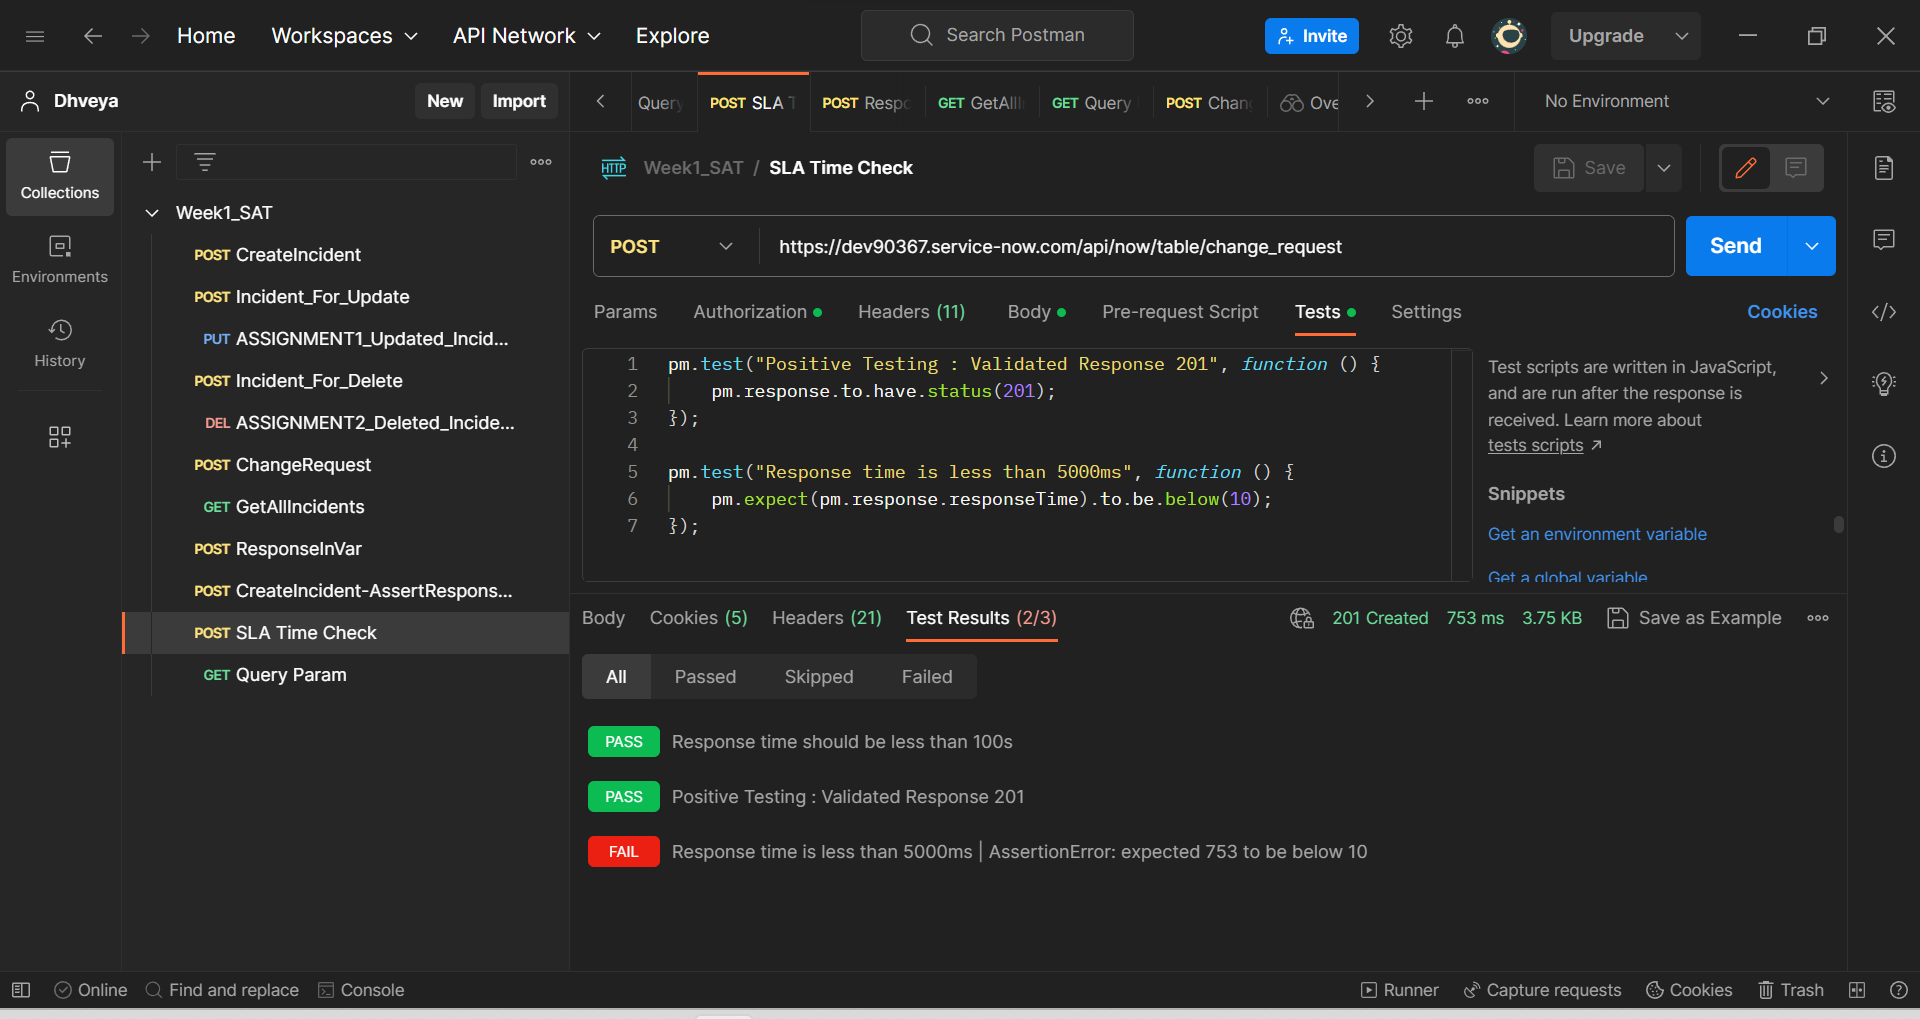 Home Workspaces API Network Explore Search Postman Invite Upgrade
Dhveya New Import
Query POST SLA T POST Respo GET GetAllI GET Query POST Chan Ove No Environment
Collections
Environments
History
Week1_SAT
POST CreateIncident
POST Incident_For_Update
PUT ASSIGNMENT1_Updated_Incid...
POST Incident_For_Delete
DEL ASSIGNMENT2_Deleted_Incide...
POST ChangeRequest
GET GetAllIncidents
POST ResponseInVar
POST CreateIncident-AssertRespons...
POST SLA Time Check
GET Query Param
HTTP Week1_SAT / SLA Time Check Save
POST https://dev90367.service-now.com/api/now/table/change_request Send
Params Authorization Headers (11) Body Pre-request Script Tests Settings Cookies
1 pm.test("Positive Testing : Validated Response 201", function () {
2 pm.response.to.have.status(201);
3 });
4
5 pm.test("Response time is less than 5000ms", function () {
6 pm.expect(pm.response.responseTime).to.be.below(10);
7 });
Test scripts are written in JavaScript,
and are run after the response is
received. Learn more about
tests scripts ↗
Snippets
Get an environment variable
Get a global variable
Body Cookies (5) Headers (21) Test Results (2/3) 201 Created 753 ms 3.75 KB Save as Example
All Passed Skipped Failed
PASS Response time should be less than 100s
PASS Positive Testing : Validated Response 201
FAIL Response time is less than 5000ms | AssertionError: expected 753 to be below 10
Online Find and replace Console Runner Capture requests Cookies Trash